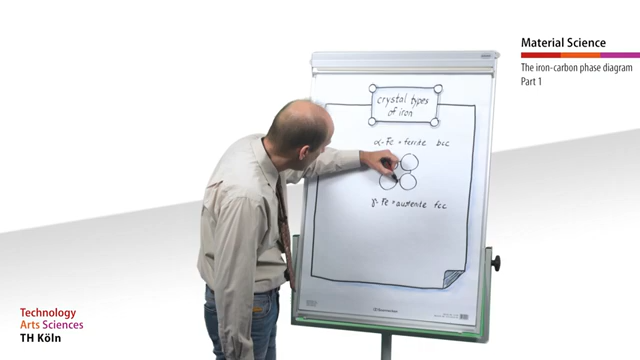 Material Science
The iron-carbon phase diagram
Part 1
crystal types
of iron
α-Fe = ferrite bcc
γ-Fe = austenite fcc
Technology
Arts Sciences
TH Köln